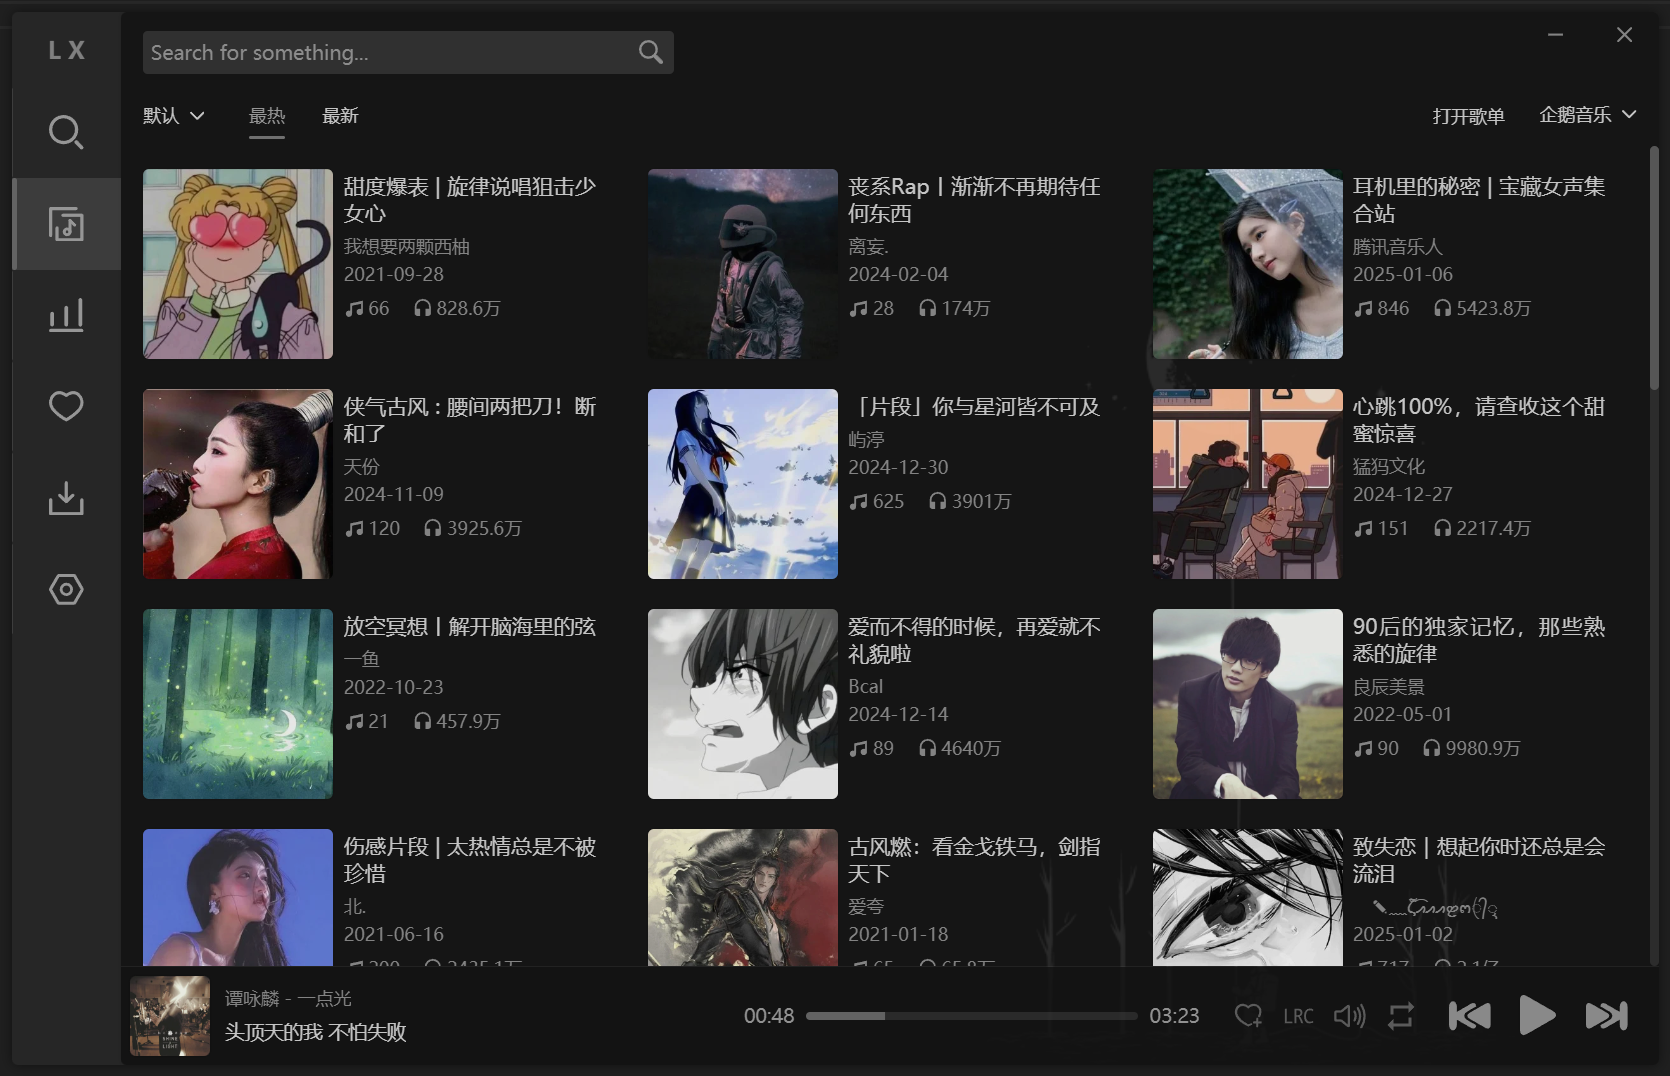 LX
Search for something...
默认
最热
最新
打开歌单
企鹅音乐
甜度爆表 | 旋律说唱狙击少
女心
我想要两颗西柚
2021-09-28
66 828.6万
丧系Rap丨渐渐不再期待任
何东西
离妄.
2024-02-04
28 174万
耳机里的秘密 | 宝藏女声集
合站
腾讯音乐人
2025-01-06
846 5423.8万
侠气古风 : 腰间两把刀！断
和了
天份
2024-11-09
120 3925.6万
「片段」你与星河皆不可及
屿渟
2024-12-30
625 3901万
心跳100%，请查收这个甜
蜜惊喜
猛犸文化
2024-12-27
151 2217.4万
放空冥想丨解开脑海里的弦
一鱼
2022-10-23
21 457.9万
爱而不得的时候，再爱就不
礼貌啦
Bcal
2024-12-14
89 4640万
90后的独家记忆，那些熟
悉的旋律
良辰美景
2022-05-01
90 9980.9万
伤感片段 | 太热情总是不被
珍惜
北.
2021-06-16
古风燃：看金戈铁马，剑指
天下
爱夸
2021-01-18
致失恋 | 想起你时还总是会
流泪
2025-01-02
谭咏麟 - 一点光
头顶天的我 不怕失败
00:48
03:23
LRC